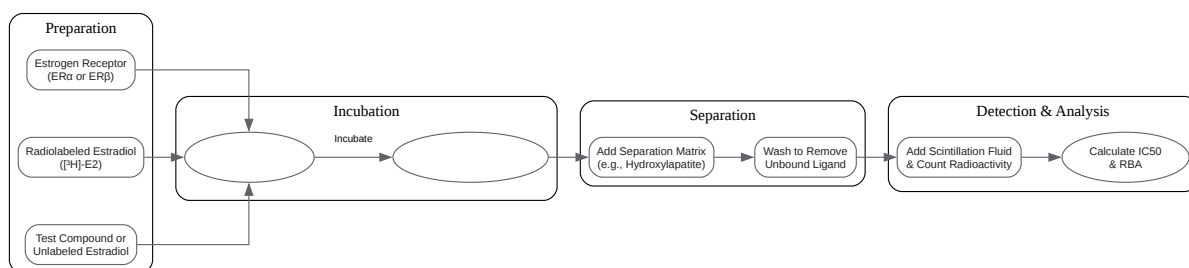 Preparation
Estrogen Receptor
(ERα or ERβ)
Radiolabeled Estradiol
([³H]-E2)
Test Compound or
Unlabeled Estradiol
Incubation
Incubate
Separation
Add Separation Matrix
(e.g., Hydroxylapatite)
Wash to Remove
Unbound Ligand
Detection & Analysis
Add Scintillation Fluid
& Count Radioactivity
Calculate IC50
& RBA